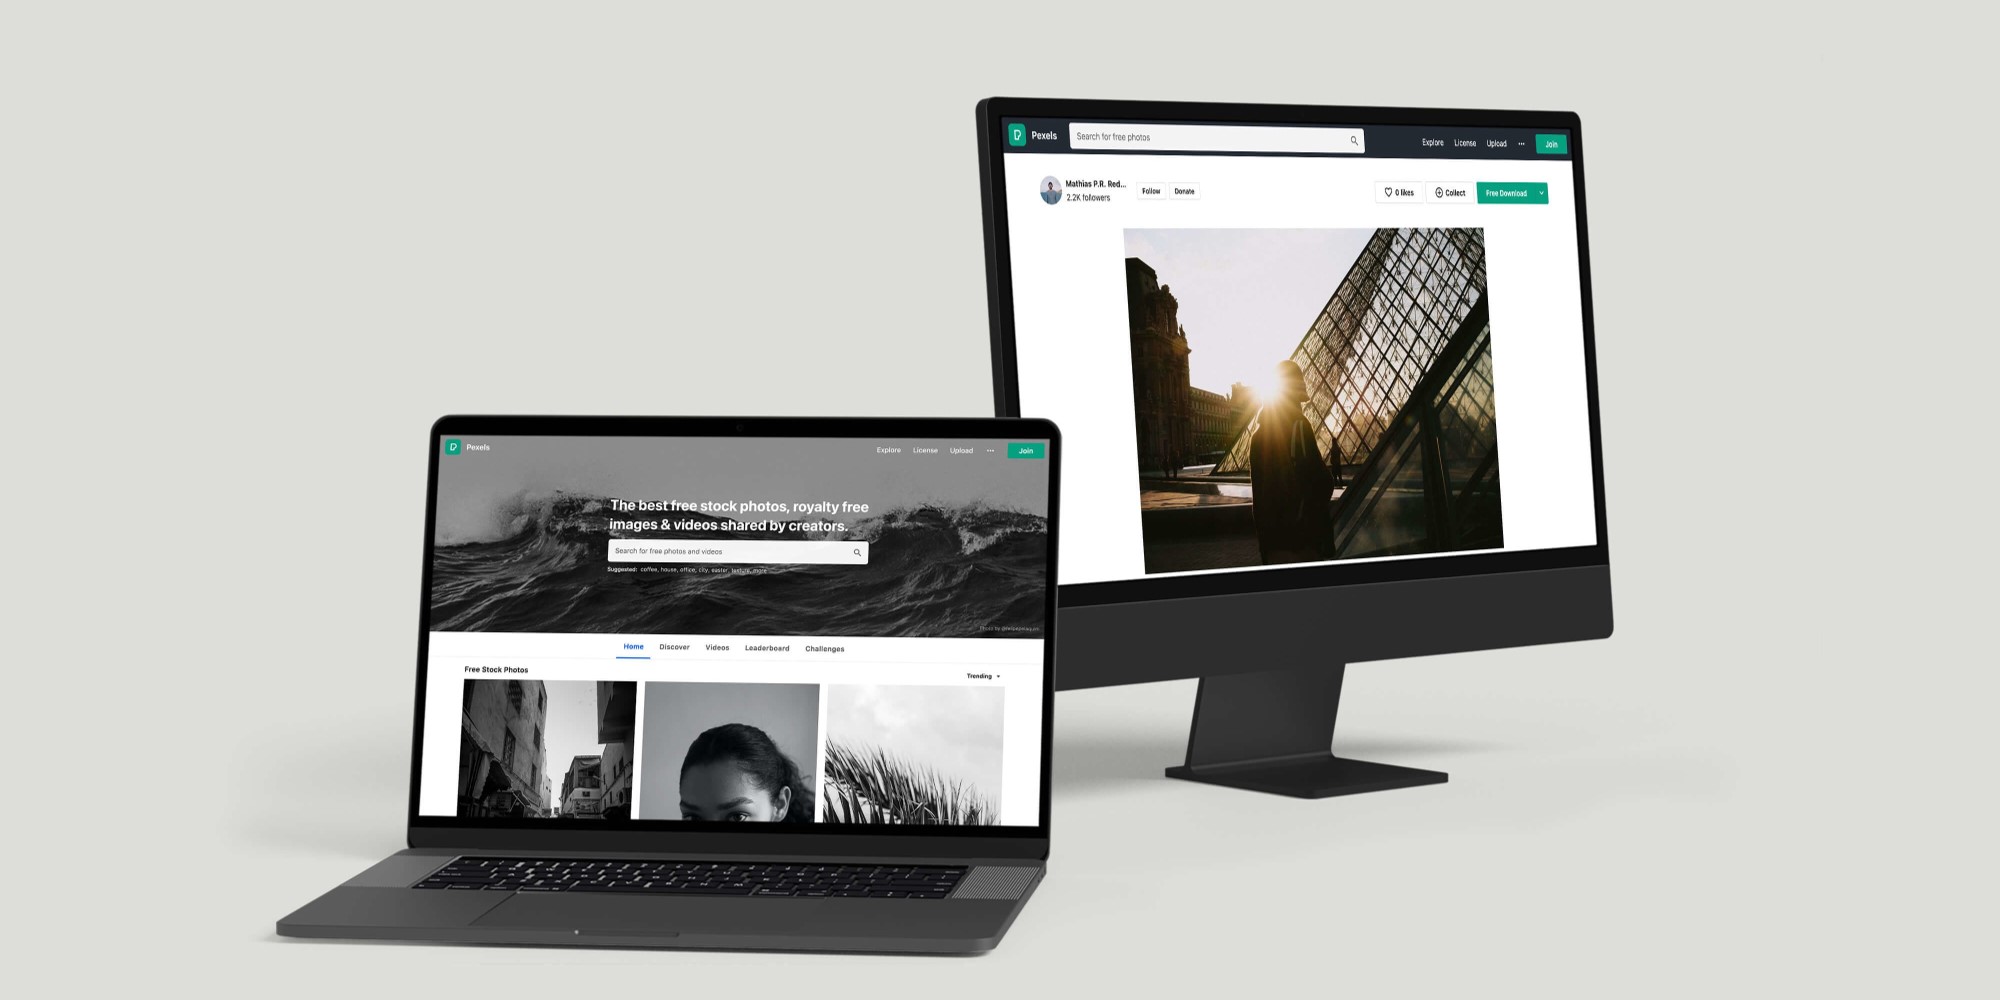 Pexels
Search for free photos
Explore
License
Upload
Join
Mathias P.R. Red...
2.2K followers
Follow
Donate
0 likes
Collect
Free Download
Pexels
Explore
License
Upload
Join
The best free stock photos, royalty free
images & videos shared by creators.
Search for free photos and videos
Suggested: coffee, house, office, city, easter, texture, more
Home
Discover
Videos
Leaderboard
Challenges
Free Stock Photos
Trending